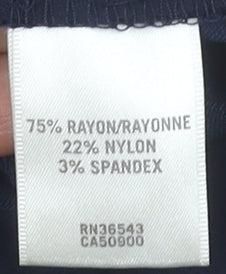 75% RAYON/RAYONNE
22% NYLON
3% SPANDEX
RN36543
CA50900